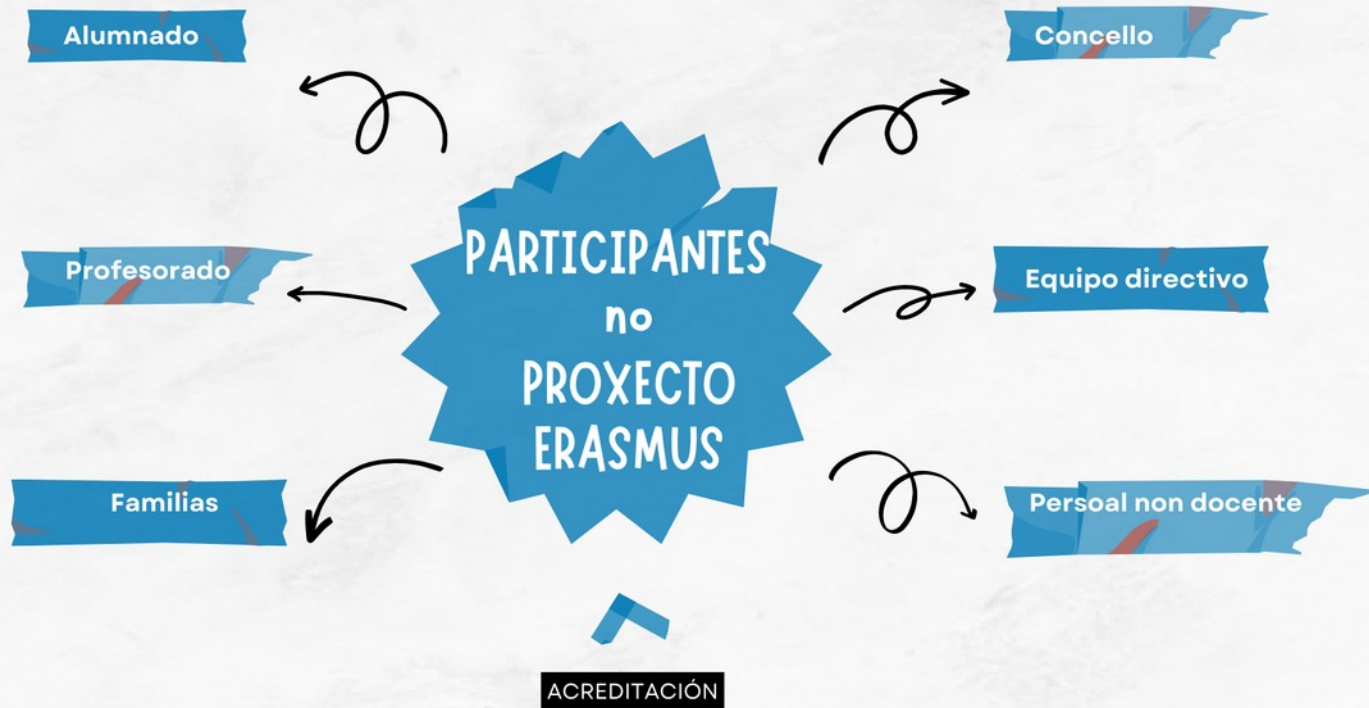 Alumnado
Concello
PARTICIPANTES
no
PROXECTO
ERASMUS
Profesorado
Equipo directivo
Familias
Persoal non docente
ACREDITACIÓN